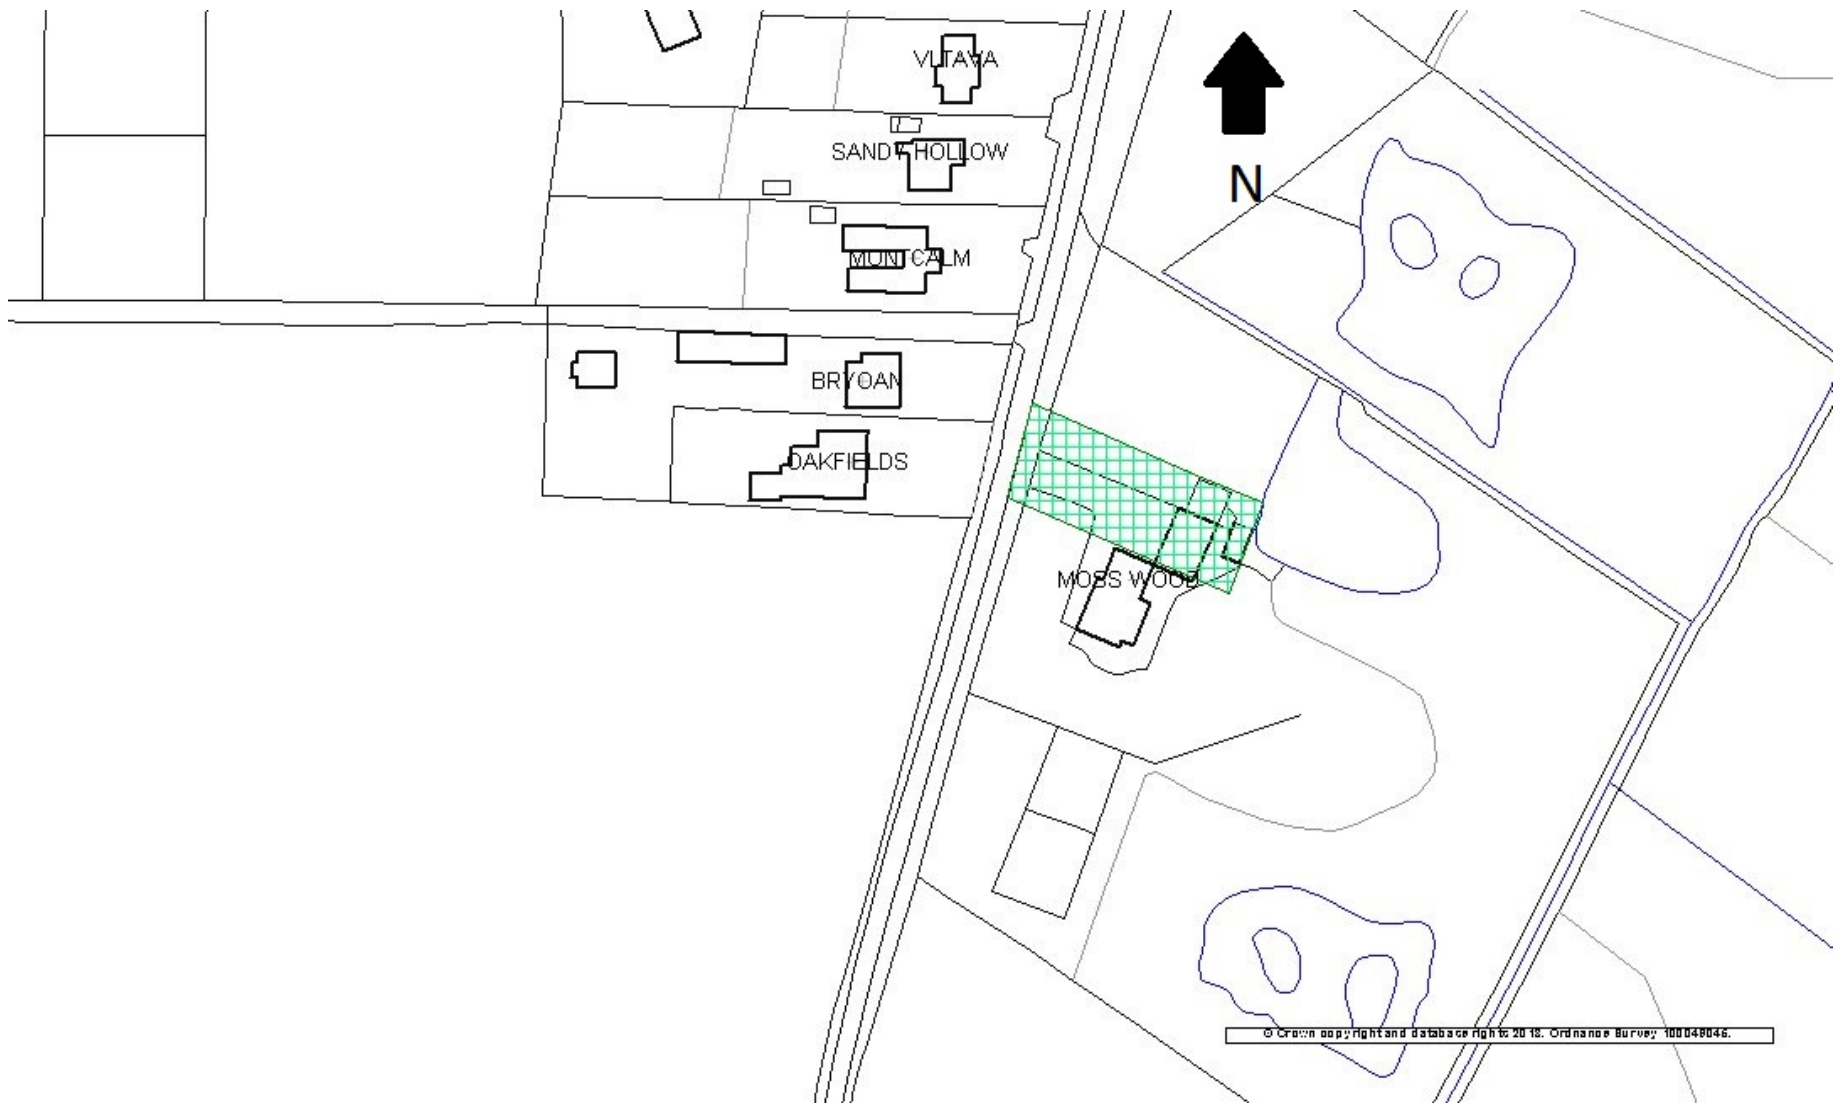 VLTAVA
SANDY HOLLOW
N
MONTCALM
BRYOAN
OAKFIELDS
MOSS WOOD
© Crown copyright and database rights 2018. Ordnance Survey 100049046.